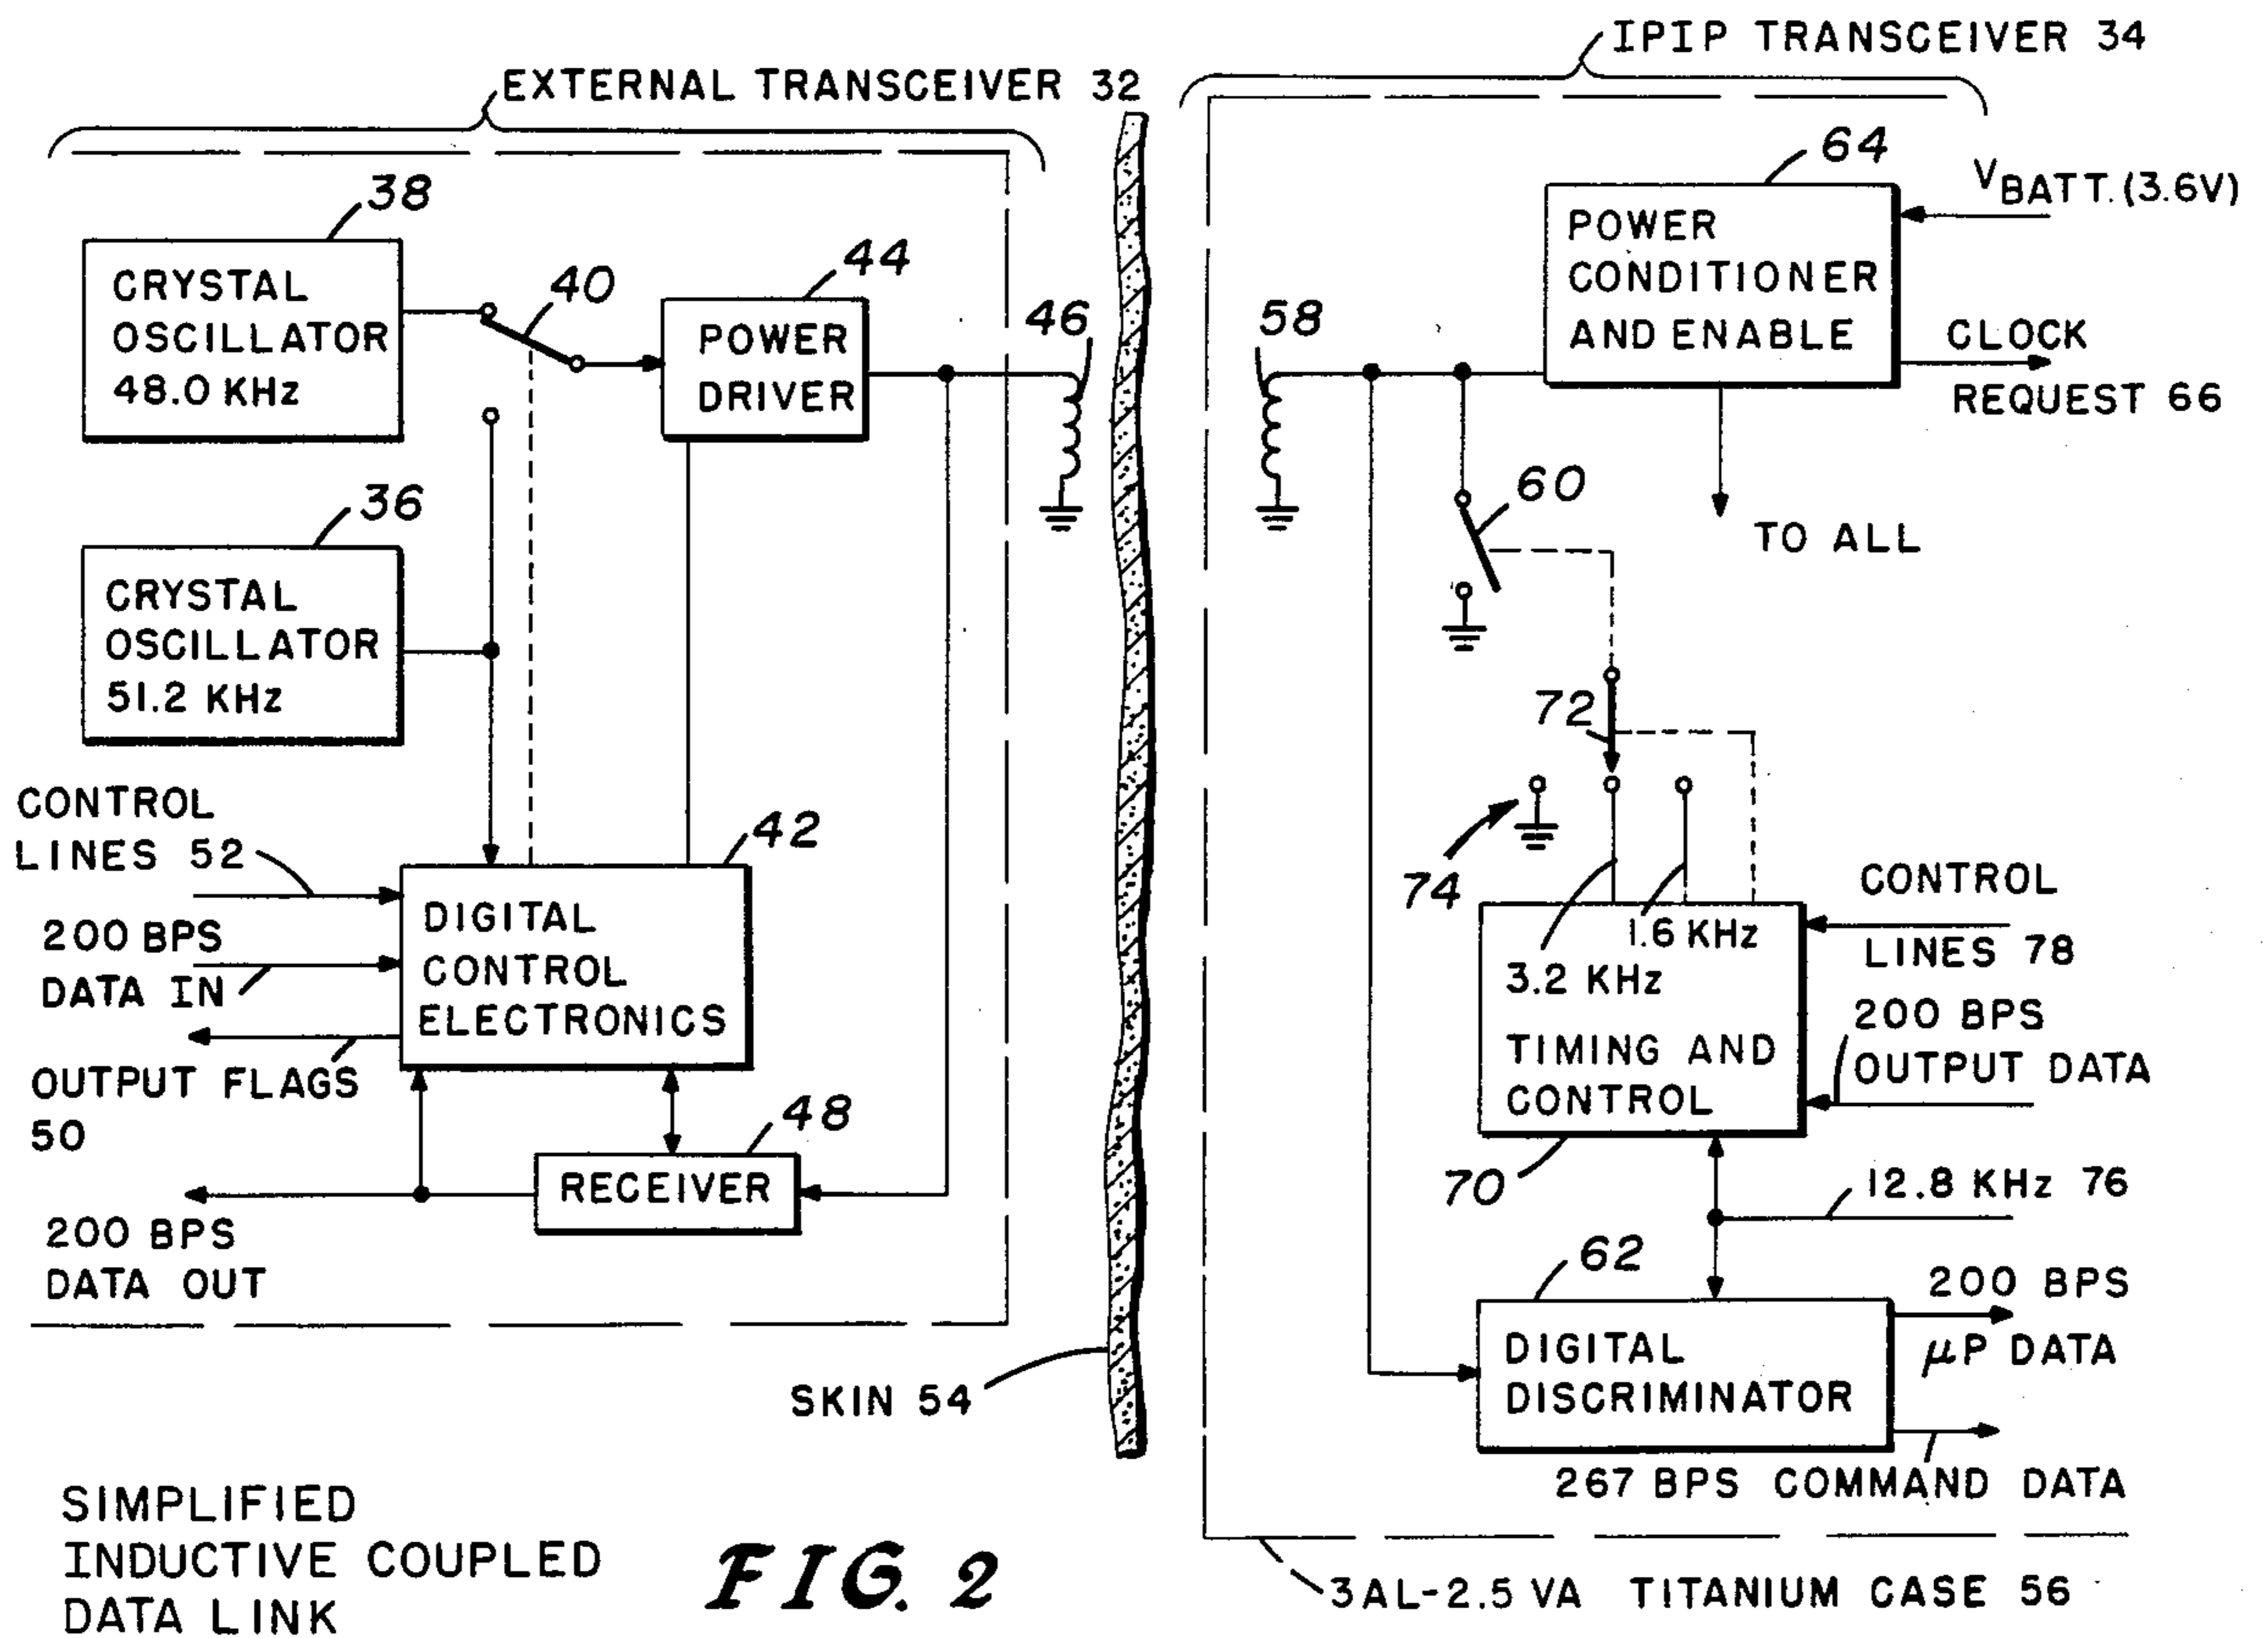 EXTERNAL TRANSCEIVER 32
IPIP TRANSCEIVER 34
38
CRYSTAL
OSCILLATOR
48.0 KHz
40
44
POWER
DRIVER
46
36
CRYSTAL
OSCILLATOR
51.2 KHz
CONTROL
LINES 52
200 BPS
DATA IN
OUTPUT FLAGS
50
42
DIGITAL
CONTROL
ELECTRONICS
48
RECEIVER
200 BPS
DATA OUT
SKIN 54
58
64
POWER
CONDITIONER
AND ENABLE
VBATT. (3.6V)
CLOCK
REQUEST 66
TO ALL
60
72
74
1.6 KHz
3.2 KHz
TIMING AND
CONTROL
70
CONTROL
LINES 78
200 BPS
OUTPUT DATA
12.8 KHz 76
62
DIGITAL
DISCRIMINATOR
200 BPS
μP DATA
267 BPS COMMAND DATA
3AL-2.5 VA TITANIUM CASE 56
SIMPLIFIED
INDUCTIVE COUPLED
DATA LINK
FIG. 2